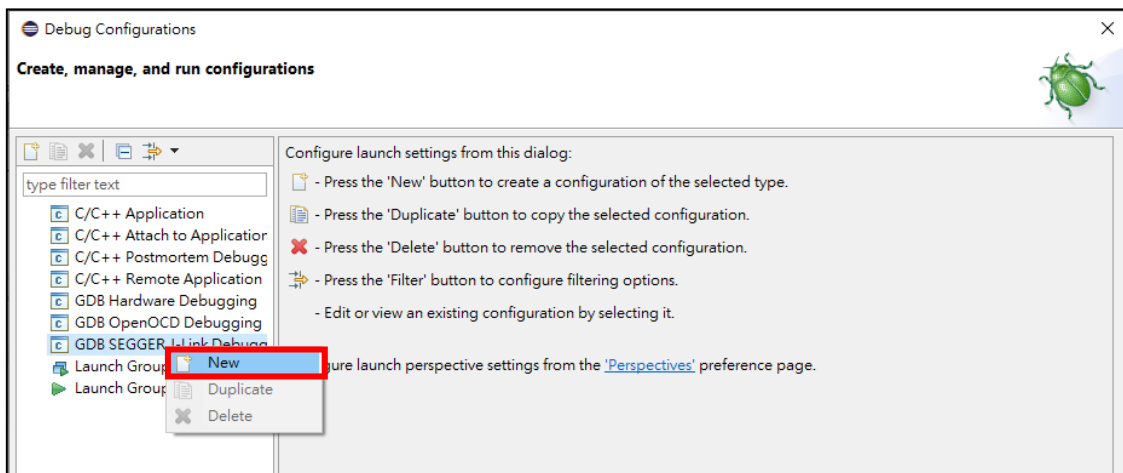 Debug Configurations
Create, manage, and run configurations
type filter text
C/C++ Application
C/C++ Attach to Application
C/C++ Postmortem Debugg
C/C++ Remote Application
GDB Hardware Debugging
GDB OpenOCD Debugging
GDB SEGGER J-Link Debugg
Launch Group
Launch Group
New
Duplicate
Delete
Configure launch settings from this dialog:
- Press the 'New' button to create a configuration of the selected type.
- Press the 'Duplicate' button to copy the selected configuration.
- Press the 'Delete' button to remove the selected configuration.
- Press the 'Filter' button to configure filtering options.
- Edit or view an existing configuration by selecting it.
gure launch perspective settings from the 'Perspectives' preference page.